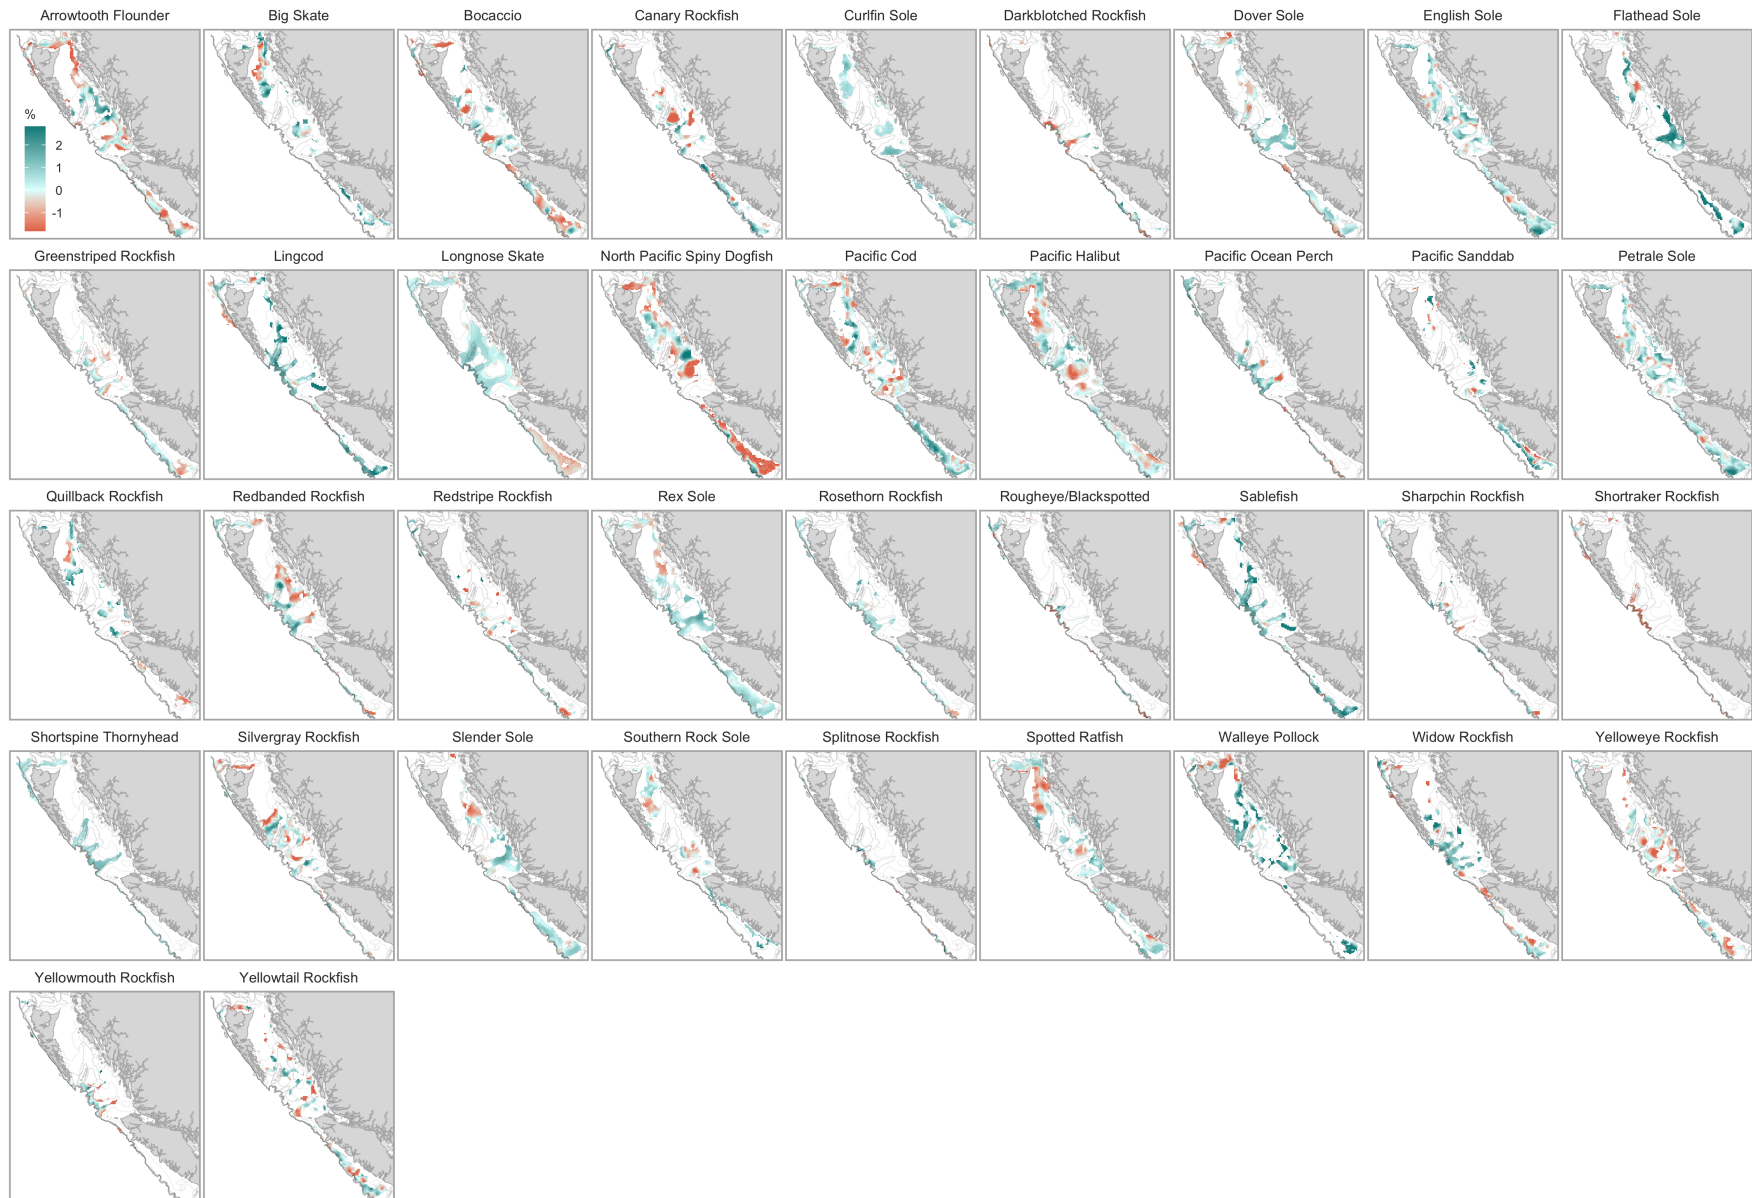 Arrowtooth Flounder
Big Skate
Bocaccio
Canary Rockfish
Curlfin Sole
Darkblotched Rockfish
Dover Sole
English Sole
Flathead Sole
%
2
1
0
-1
Greenstriped Rockfish
Lingcod
Longnose Skate
North Pacific Spiny Dogfish
Pacific Cod
Pacific Halibut
Pacific Ocean Perch
Pacific Sanddab
Petrale Sole
Quillback Rockfish
Redbanded Rockfish
Redstripe Rockfish
Rex Sole
Rosethorn Rockfish
Rougheye/Blackspotted
Sablefish
Sharpchin Rockfish
Shortraker Rockfish
Shortspine Thornyhead
Silvergray Rockfish
Slender Sole
Southern Rock Sole
Splitnose Rockfish
Spotted Ratfish
Walleye Pollock
Widow Rockfish
Yelloweye Rockfish
Yellowmouth Rockfish
Yellowtail Rockfish